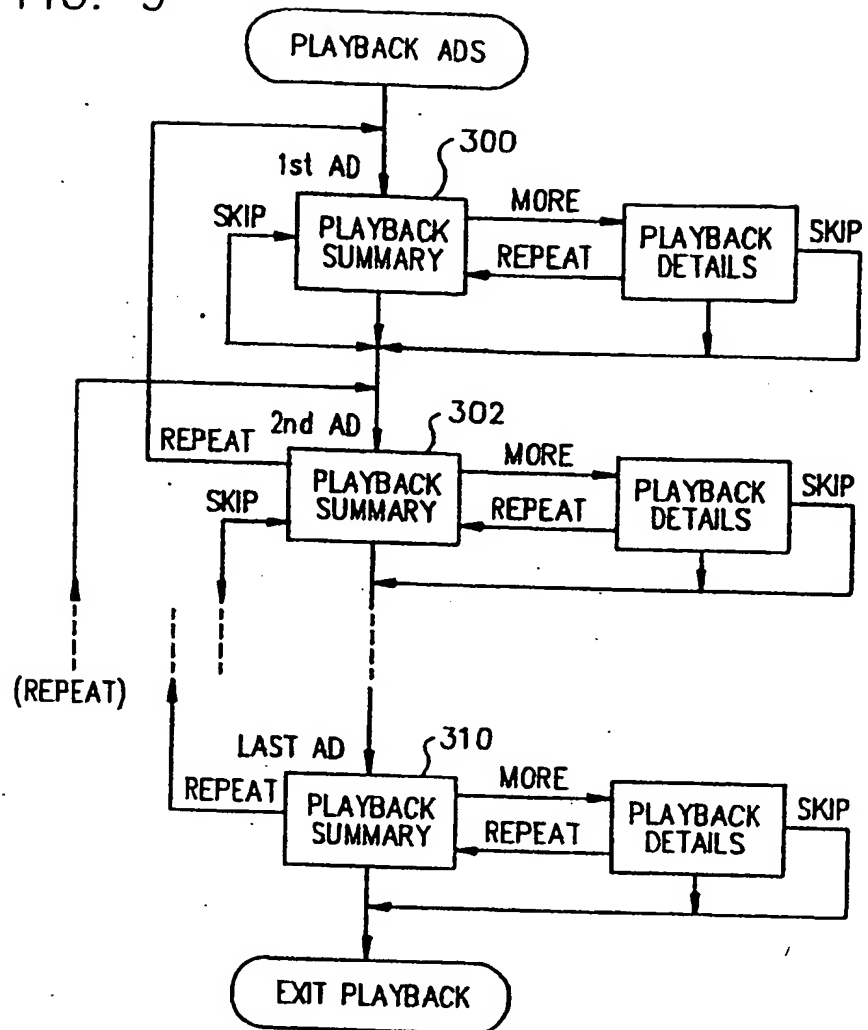 FIG. 9
PLAYBACK ADS
300
1st AD
SKIP
PLAYBACK
SUMMARY
MORE
REPEAT
PLAYBACK
DETAILS
SKIP
302
2nd AD
REPEAT
SKIP
PLAYBACK
SUMMARY
MORE
REPEAT
PLAYBACK
DETAILS
SKIP
(REPEAT)
310
LAST AD
REPEAT
PLAYBACK
SUMMARY
MORE
REPEAT
PLAYBACK
DETAILS
SKIP
EXIT PLAYBACK